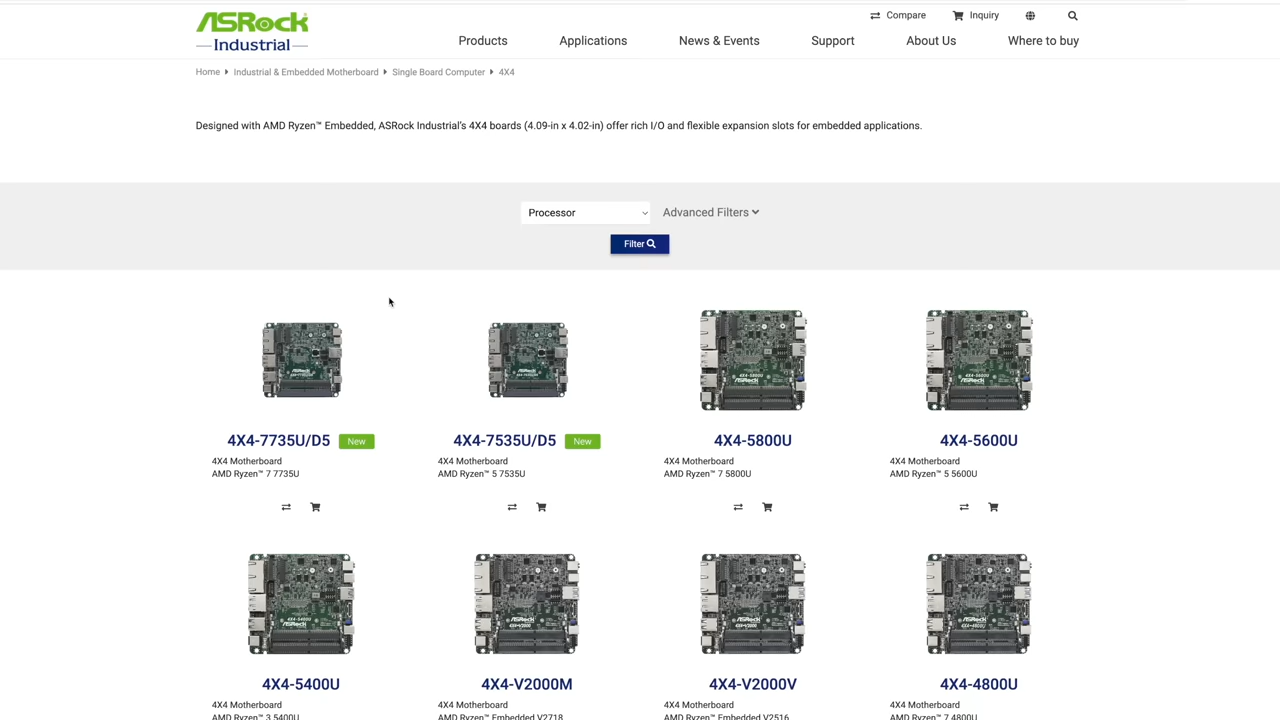 ASRock
Industrial
Compare
Inquiry
Products
Applications
News & Events
Support
About Us
Where to buy
Home
Industrial & Embedded Motherboard
Single Board Computer
4X4
Designed with AMD Ryzen™ Embedded, ASRock Industrial's 4X4 boards (4.09-in x 4.02-in) offer rich I/O and flexible expansion slots for embedded applications.
Processor
Advanced Filters
Filter
4X4-7735U/D5 New
4X4 Motherboard
AMD Ryzen™ 7 7735U
4X4-7535U/D5 New
4X4 Motherboard
AMD Ryzen™ 5 7535U
4X4-5800U
4X4 Motherboard
AMD Ryzen™ 7 5800U
4X4-5600U
4X4 Motherboard
AMD Ryzen™ 5 5600U
4X4-5400U
4X4 Motherboard
AMD Ryzen™ 3 5400U
4X4-V2000M
4X4 Motherboard
AMD Ryzen™ Embedded V2718
4X4-V2000V
4X4 Motherboard
AMD Ryzen™ Embedded V2516
4X4-4800U
4X4 Motherboard
AMD Ryzen™ 7 4800U